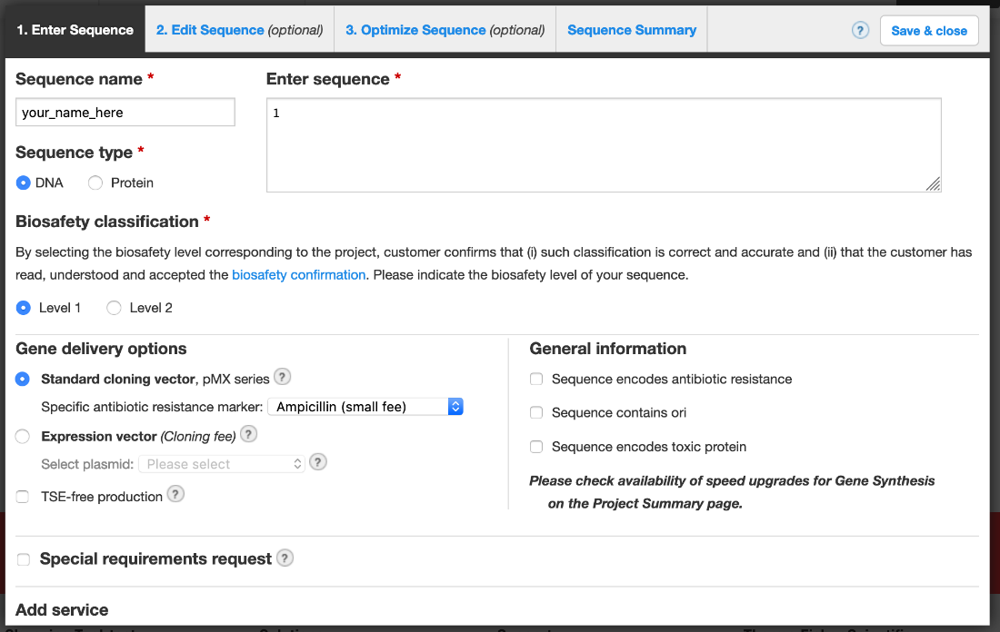 1. Enter Sequence
2. Edit Sequence (optional)
3. Optimize Sequence (optional)
Sequence Summary
?
Save & close
Sequence name *
Enter sequence *
your_name_here
1
Sequence type *
DNA
Protein
Biosafety classification *
By selecting the biosafety level corresponding to the project, customer confirms that (i) such classification is correct and accurate and (ii) that the customer has
read, understood and accepted the biosafety confirmation. Please indicate the biosafety level of your sequence.
Level 1
Level 2
Gene delivery options
General information
Standard cloning vector, pMX series ?
Sequence encodes antibiotic resistance
Specific antibiotic resistance marker: Ampicillin (small fee)
Sequence contains ori
Expression vector (Cloning fee) ?
Sequence encodes toxic protein
Select plasmid: Please select ?
Please check availability of speed upgrades for Gene Synthesis
on the Project Summary page.
TSE-free production ?
Special requirements request ?
Add service